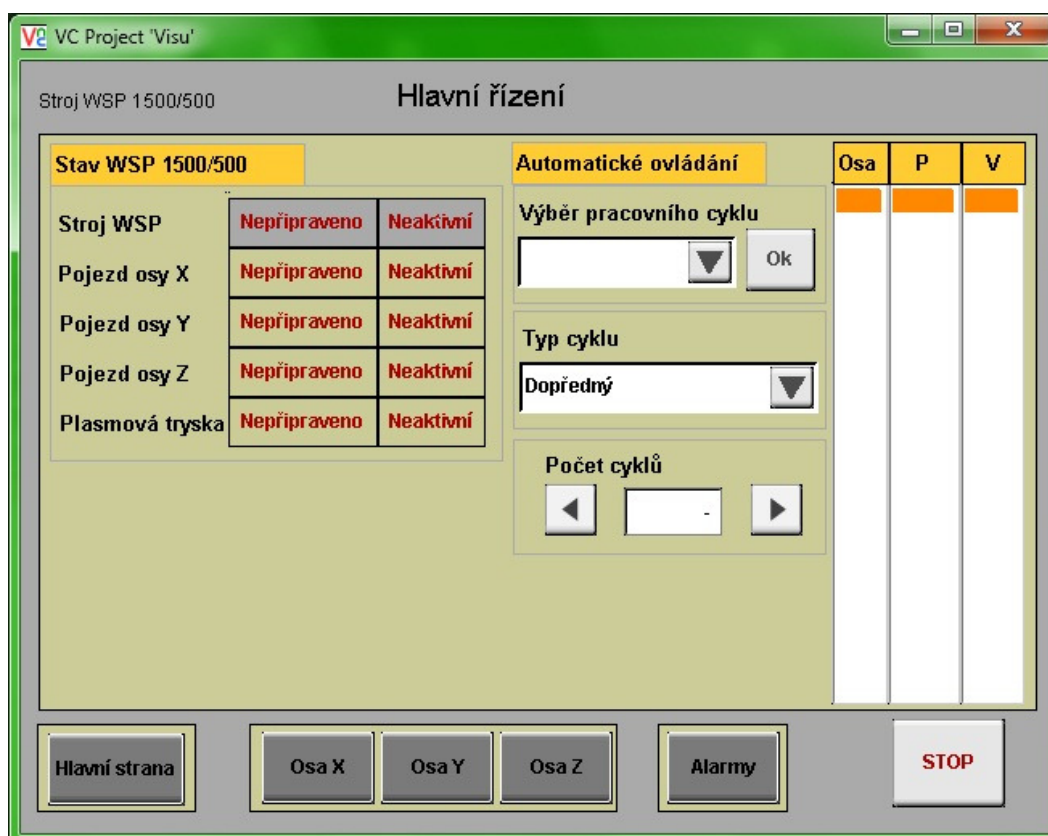 VC Project 'Visu'
Stroj WSP 1500/500
Hlavní řízení
Stav WSP 1500/500
Stroj WSP Nepřipraveno Neaktivní
Pojezd osy X Nepřipraveno Neaktivní
Pojezd osy Y Nepřipraveno Neaktivní
Pojezd osy Z Nepřipraveno Neaktivní
Plasmová tryska Nepřipraveno Neaktivní
Automatické ovládání
Výběr pracovního cyklu
Ok
Typ cyklu
Dopředný
Počet cyklů
-
Osa P V
Hlavní strana Osa X Osa Y Osa Z Alarmy STOP